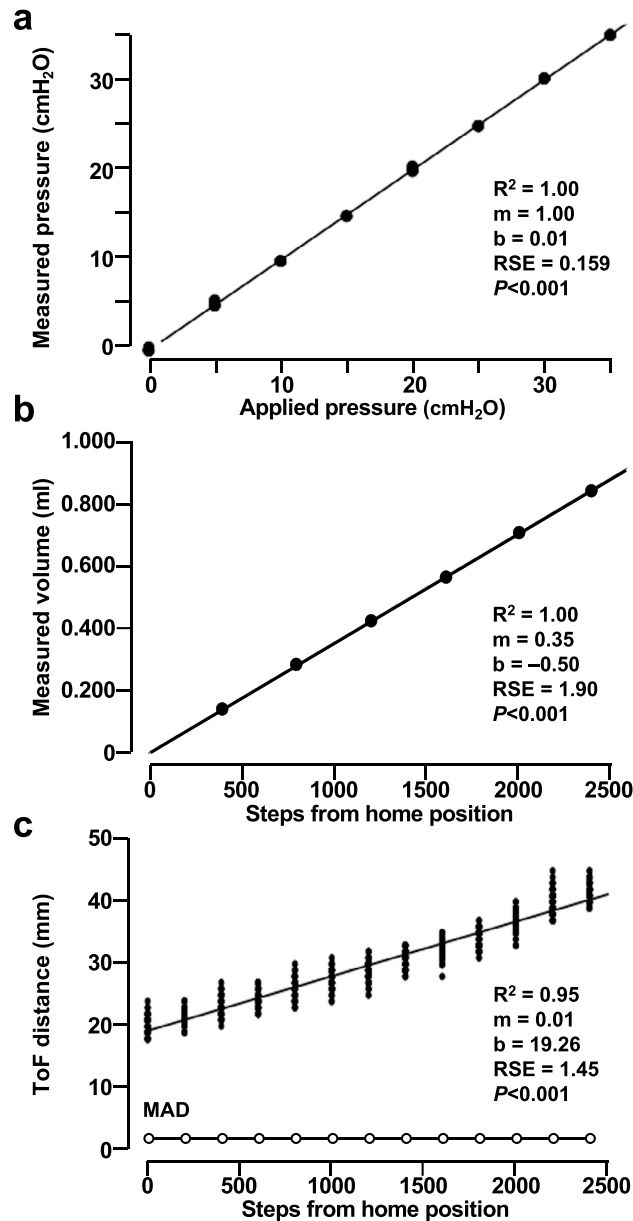 a
Measured pressure (cmH₂O)
30
20
10
0
R² = 1.00
m = 1.00
b = 0.01
RSE = 0.159
P<0.001
0 10 20 30
Applied pressure (cmH₂O)
b
Measured volume (ml)
1.000
0.800
0.600
0.400
0.200
0
R² = 1.00
m = 0.35
b = –0.50
RSE = 1.90
P<0.001
0 500 1000 1500 2000 2500
Steps from home position
c
ToF distance (mm)
50
40
30
20
10
0
R² = 0.95
m = 0.01
b = 19.26
RSE = 1.45
P<0.001
MAD
0 500 1000 1500 2000 2500
Steps from home position